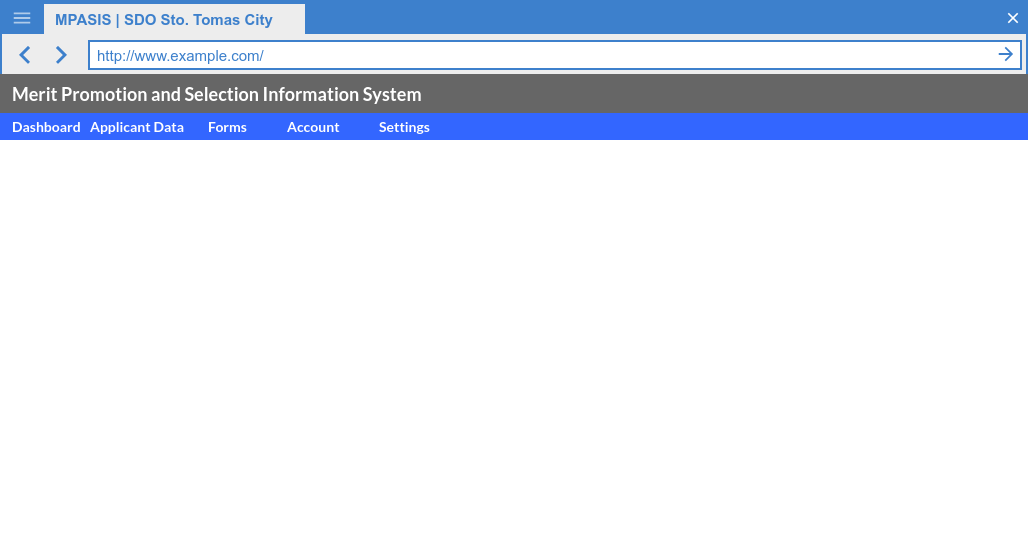 MPASIS | SDO Sto. Tomas City
http://www.example.com/
Merit Promotion and Selection Information System
Dashboard Applicant Data Forms Account Settings